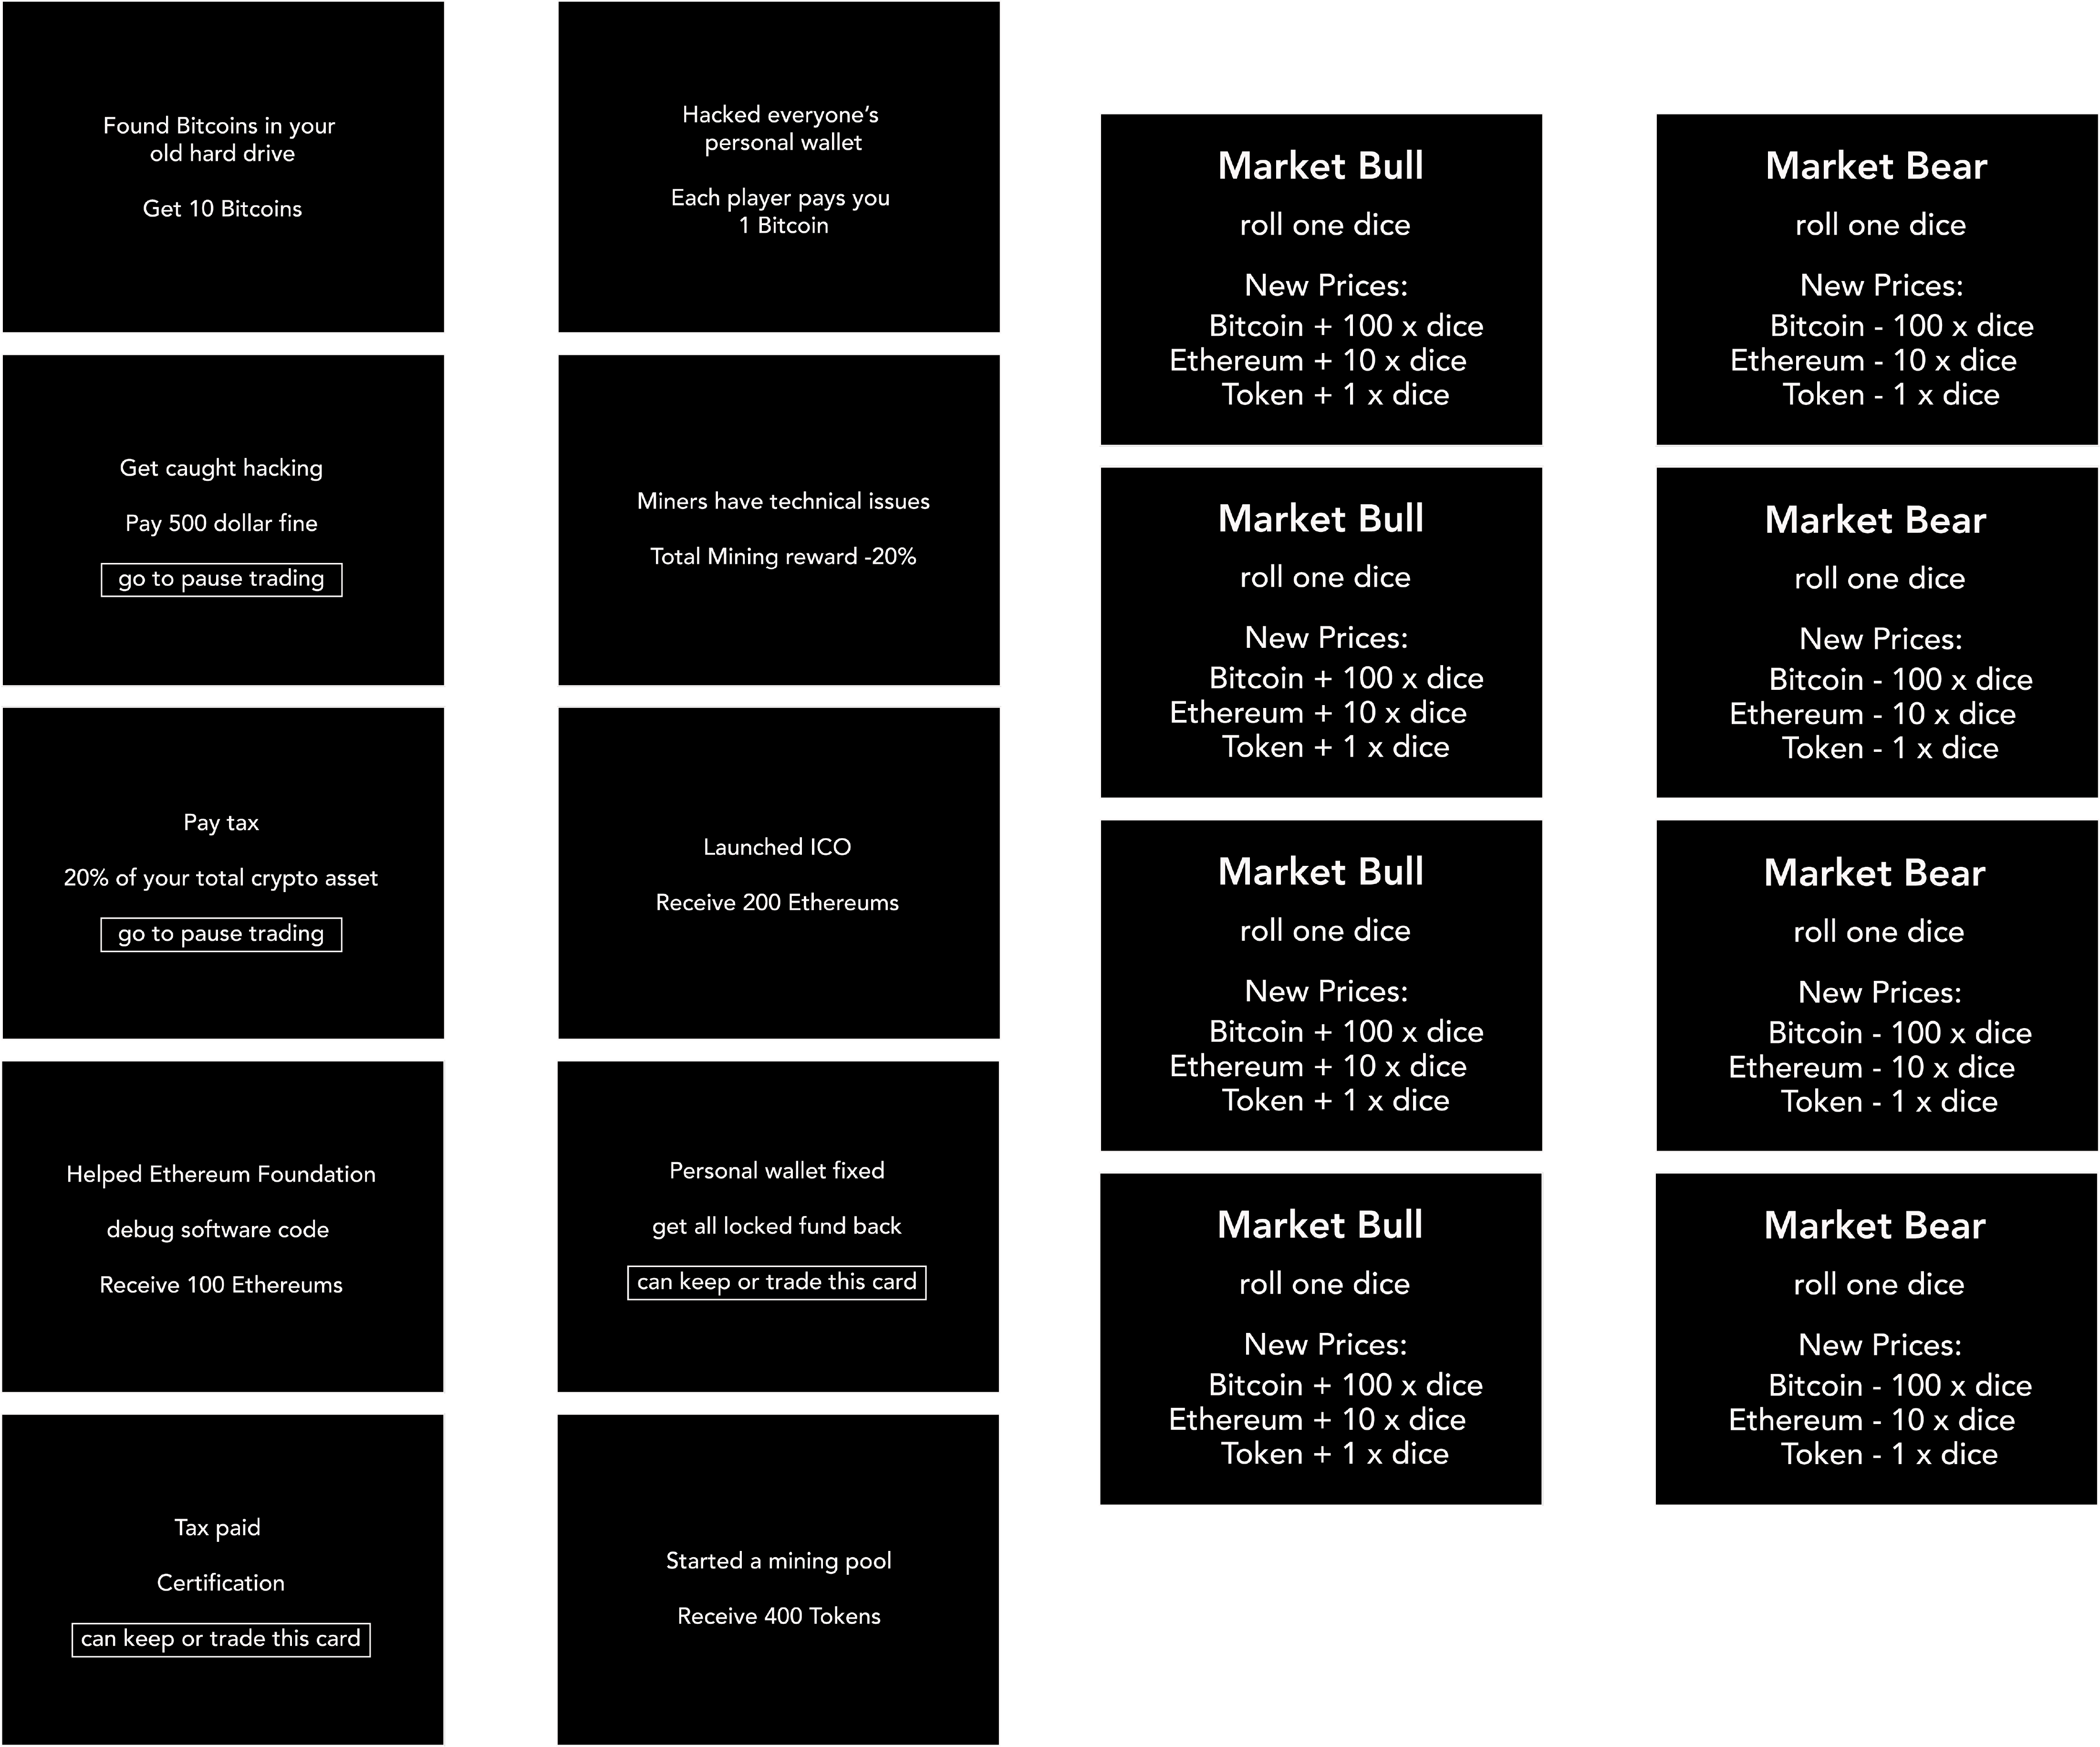 Found Bitcoins in your
old hard drive
Get 10 Bitcoins
Get caught hacking
Pay 500 dollar fine
go to pause trading
Pay tax
20% of your total crypto asset
go to pause trading
Helped Ethereum Foundation
debug software code
Receive 100 Ethereums
Tax paid
Certification
can keep or trade this card
Hacked everyone’s
personal wallet
Each player pays you
1 Bitcoin
Miners have technical issues
Total Mining reward -20%
Launched ICO
Receive 200 Ethereums
Personal wallet fixed
get all locked fund back
can keep or trade this card
Started a mining pool
Receive 400 Tokens
Market Bull
roll one dice
New Prices:
Bitcoin + 100 x dice
Ethereum + 10 x dice
Token + 1 x dice
Market Bull
roll one dice
New Prices:
Bitcoin + 100 x dice
Ethereum + 10 x dice
Token + 1 x dice
Market Bull
roll one dice
New Prices:
Bitcoin + 100 x dice
Ethereum + 10 x dice
Token + 1 x dice
Market Bull
roll one dice
New Prices:
Bitcoin + 100 x dice
Ethereum + 10 x dice
Token + 1 x dice
Market Bear
roll one dice
New Prices:
Bitcoin - 100 x dice
Ethereum - 10 x dice
Token - 1 x dice
Market Bear
roll one dice
New Prices:
Bitcoin - 100 x dice
Ethereum - 10 x dice
Token - 1 x dice
Market Bear
roll one dice
New Prices:
Bitcoin - 100 x dice
Ethereum - 10 x dice
Token - 1 x dice
Market Bear
roll one dice
New Prices:
Bitcoin - 100 x dice
Ethereum - 10 x dice
Token - 1 x dice